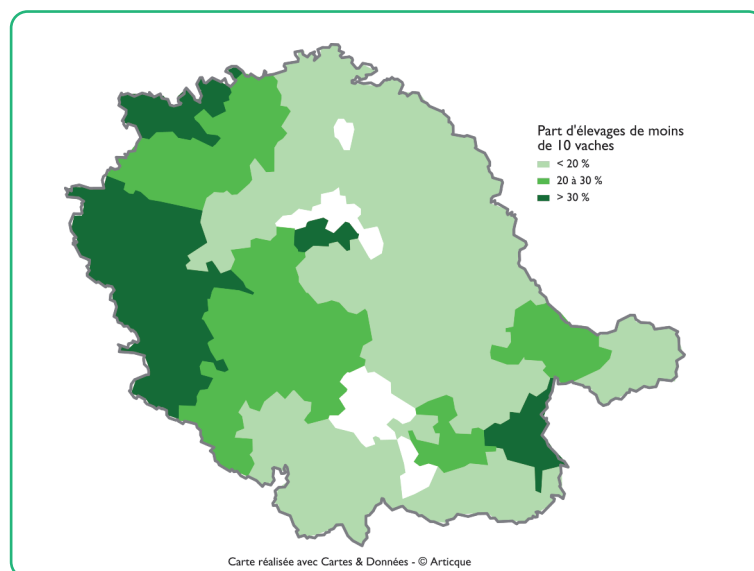 Part d'élevages de moins
de 10 vaches
< 20 %
20 à 30 %
> 30 %
Carte réalisée avec Cartes & Données - © Articque